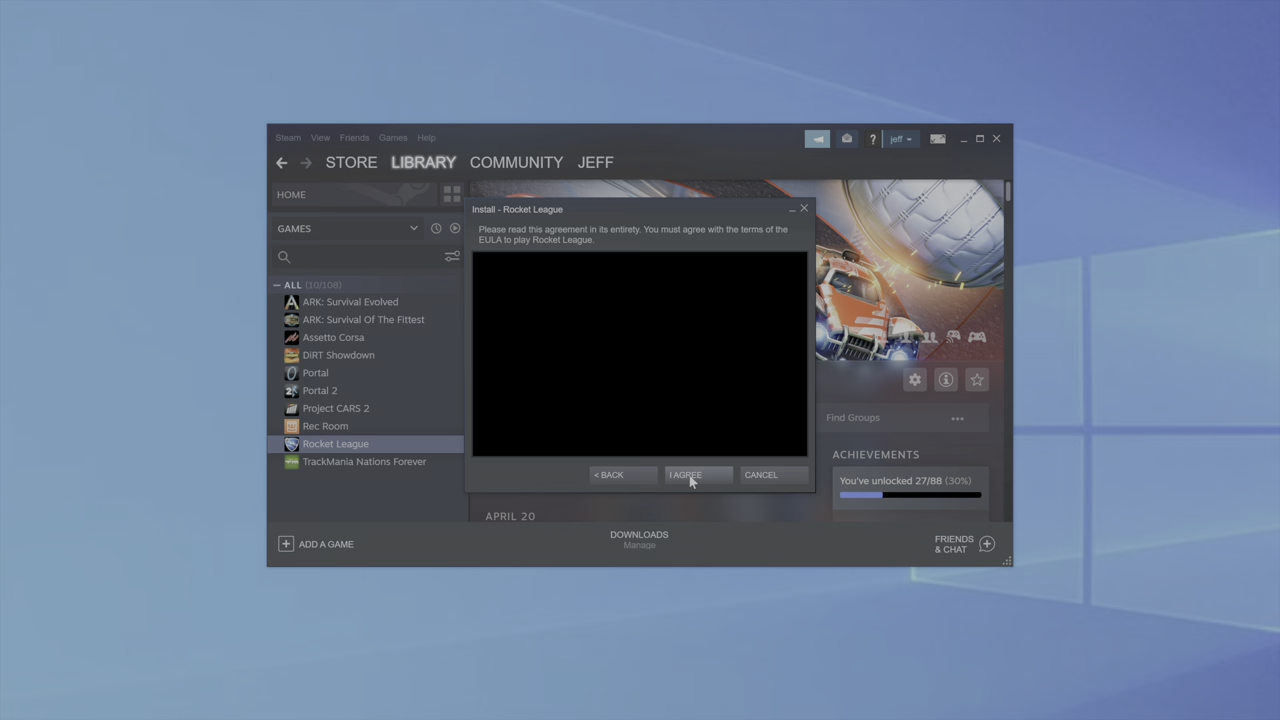 Steam View Friends Games Help
jeff
STORE LIBRARY COMMUNITY JEFF
HOME
GAMES
ALL (10/108)
ARK: Survival Evolved
ARK: Survival Of The Fittest
Assetto Corsa
DiRT Showdown
Portal
Portal 2
Project CARS 2
Rec Room
Rocket League
TrackMania Nations Forever
Install - Rocket League
Please read this agreement in its entirety. You must agree with the terms of the
EULA to play Rocket League.
< BACK I AGREE CANCEL
Find Groups
ACHIEVEMENTS
You've unlocked 27/88 (30%)
APRIL 20
ADD A GAME
DOWNLOADS
Manage
FRIENDS
& CHAT